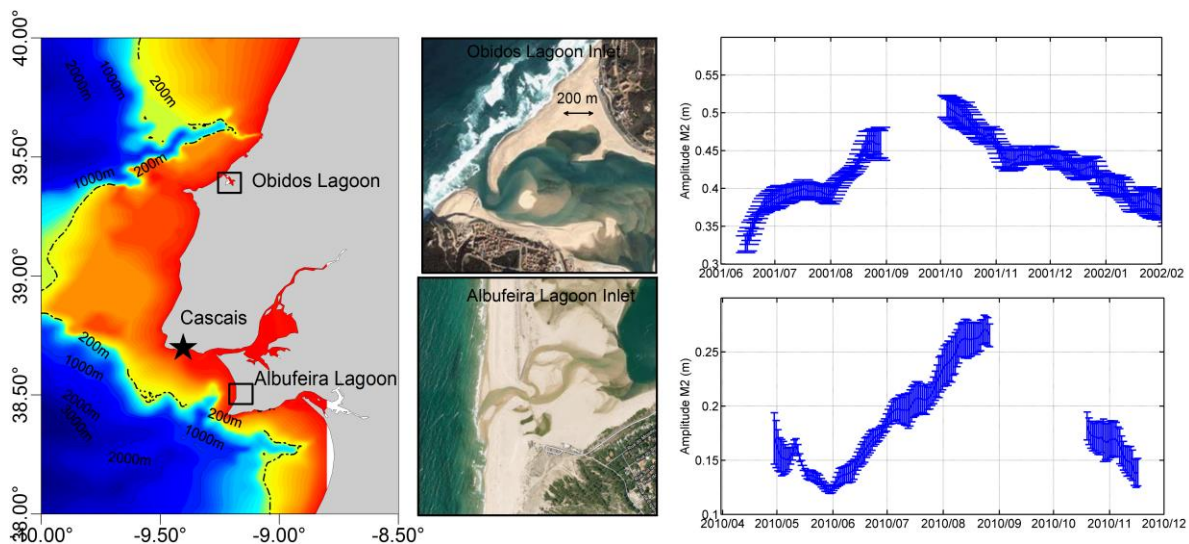 40.00°
39.50°
39.00°
38.50°
38.00°
10.00°
-9.50°
-9.00°
-8.50°
2000m
1000m
200m
1000m
200m
Obidos Lagoon
Cascais
Albufeira Lagoon
200m
1000m
2000m
3000m
2000m
200m
1000m
Obidos Lagoon Inlet
200 m
Albufeira Lagoon Inlet
Amplitude M2 (m)
0.55
0.5
0.45
0.4
0.35
0.3
2001/06 2001/07 2001/08 2001/09 2001/10 2001/11 2001/12 2002/01 2002/02
Amplitude M2 (m)
0.25
0.2
0.15
0.1
2010/04 2010/05 2010/06 2010/07 2010/08 2010/09 2010/10 2010/11 2010/12